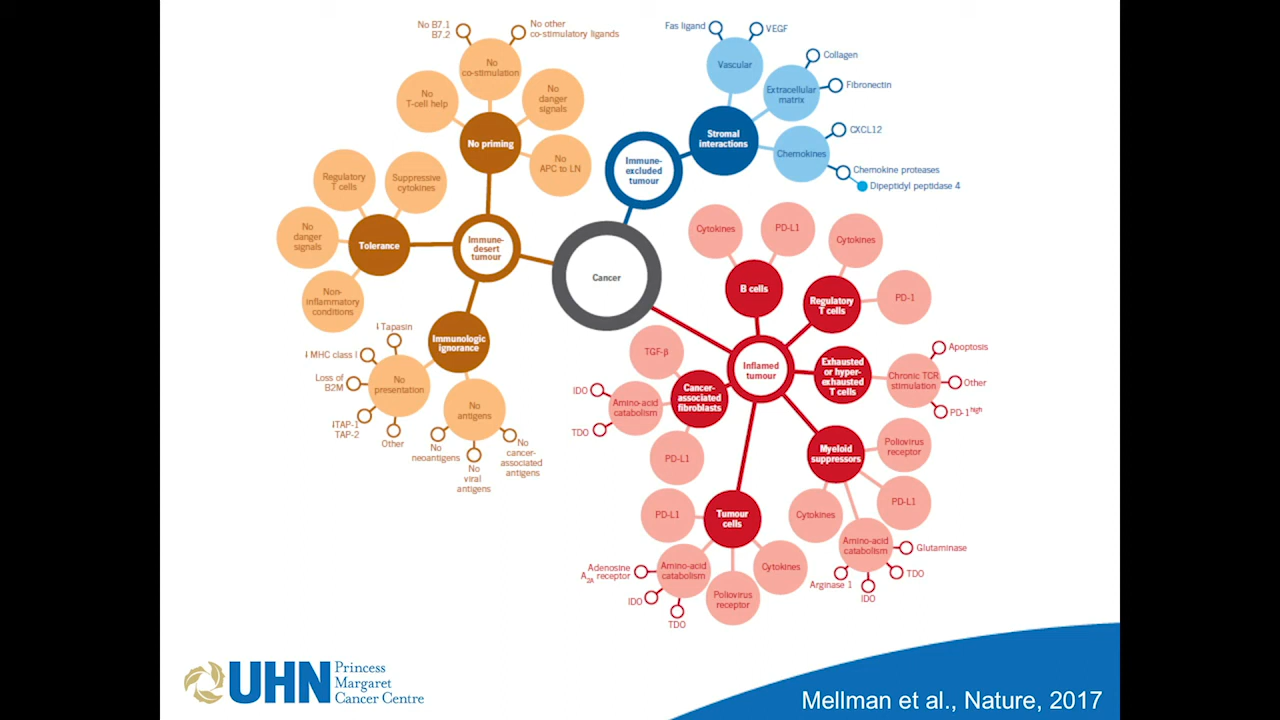 No B7.1
B7.2
No other
co-stimulatory ligands
No
co-stimulation
No
T-cell help
No
danger
signals
No priming
No
APC to LN
Regulatory
T cells
Suppressive
cytokines
No
danger
signals
Tolerance
Non-
inflammatory
conditions
Immune-
desert
tumour
Immunologic
ignorance
Tapasin
MHC class I
Loss of
B2M
TAP-1
TAP-2
Other
No
presentation
No
antigens
No
neoantigens
No
viral
antigens
No
cancer-
associated
antigens
Cancer
Immune-
excluded
tumour
Stromal
interactions
Fas ligand
VEGF
Vascular
Collagen
Extracellular
matrix
Fibronectin
CXCL12
Chemokines
Chemokine proteases
Dipeptidyl peptidase 4
Inflamed
tumour
Cytokines
PD-L1
B cells
Cytokines
Regulatory
T cells
PD-1
Exhausted
or hyper-
exhausted
T cells
Chronic TCR
stimulation
Apoptosis
Other
PD-1high
Myeloid
suppressors
Poliovirus
receptor
PD-L1
Cytokines
Amino-acid
catabolism
Glutaminase
TDO
IDO
Arginase 1
Tumour
cells
PD-L1
Amino-acid
catabolism
Adenosine
A2A receptor
IDO
TDO
Poliovirus
receptor
Cytokines
Cancer-
associated
fibroblasts
TGF-β
Amino-acid
catabolism
IDO
TDO
PD-L1
UHN
Princess
Margaret
Cancer Centre
Mellman et al., Nature, 2017